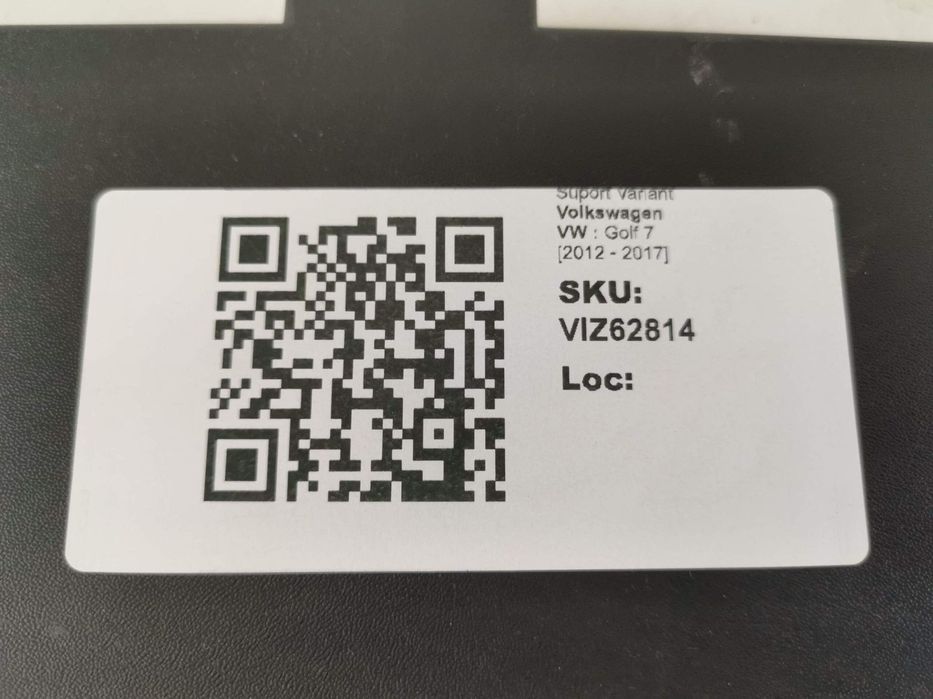 Suport Variant
Volkswagen
VW : Golf 7
[2012 - 2017]
SKU:
VIZ62814
Loc: